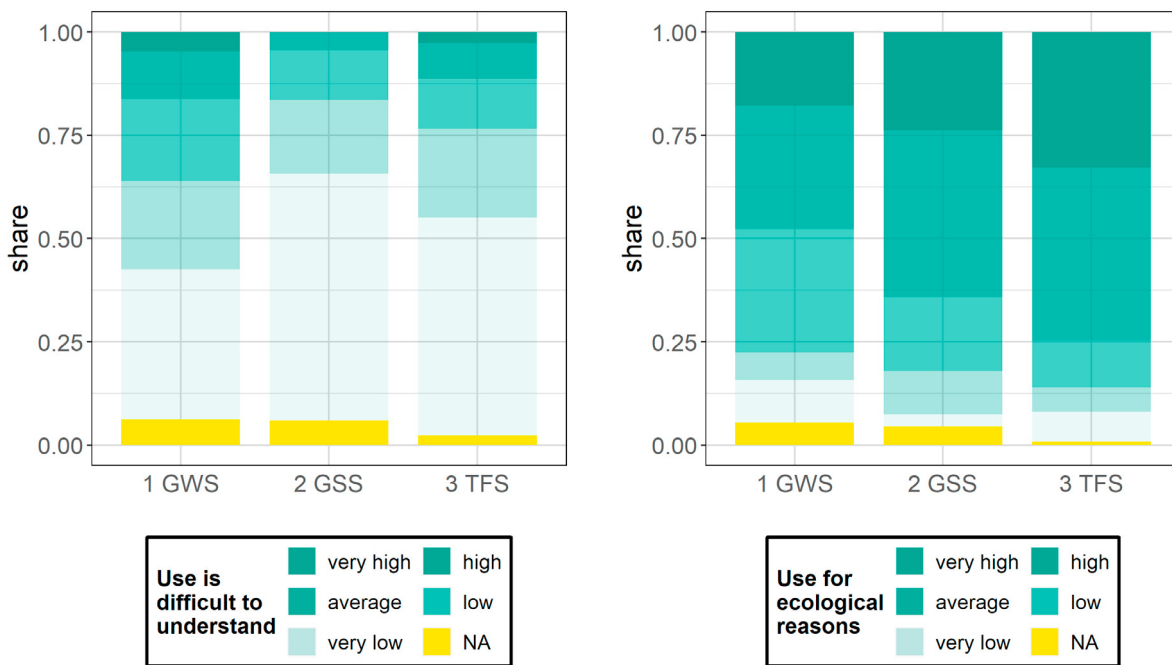 1.00
0.75
0.50
0.25
0.00
share
1 GWS 2 GSS 3 TFS
Use is
difficult to
understand
very high high
average low
very low NA
1.00
0.75
0.50
0.25
0.00
share
1 GWS 2 GSS 3 TFS
Use for
ecological
reasons
very high high
average low
very low NA